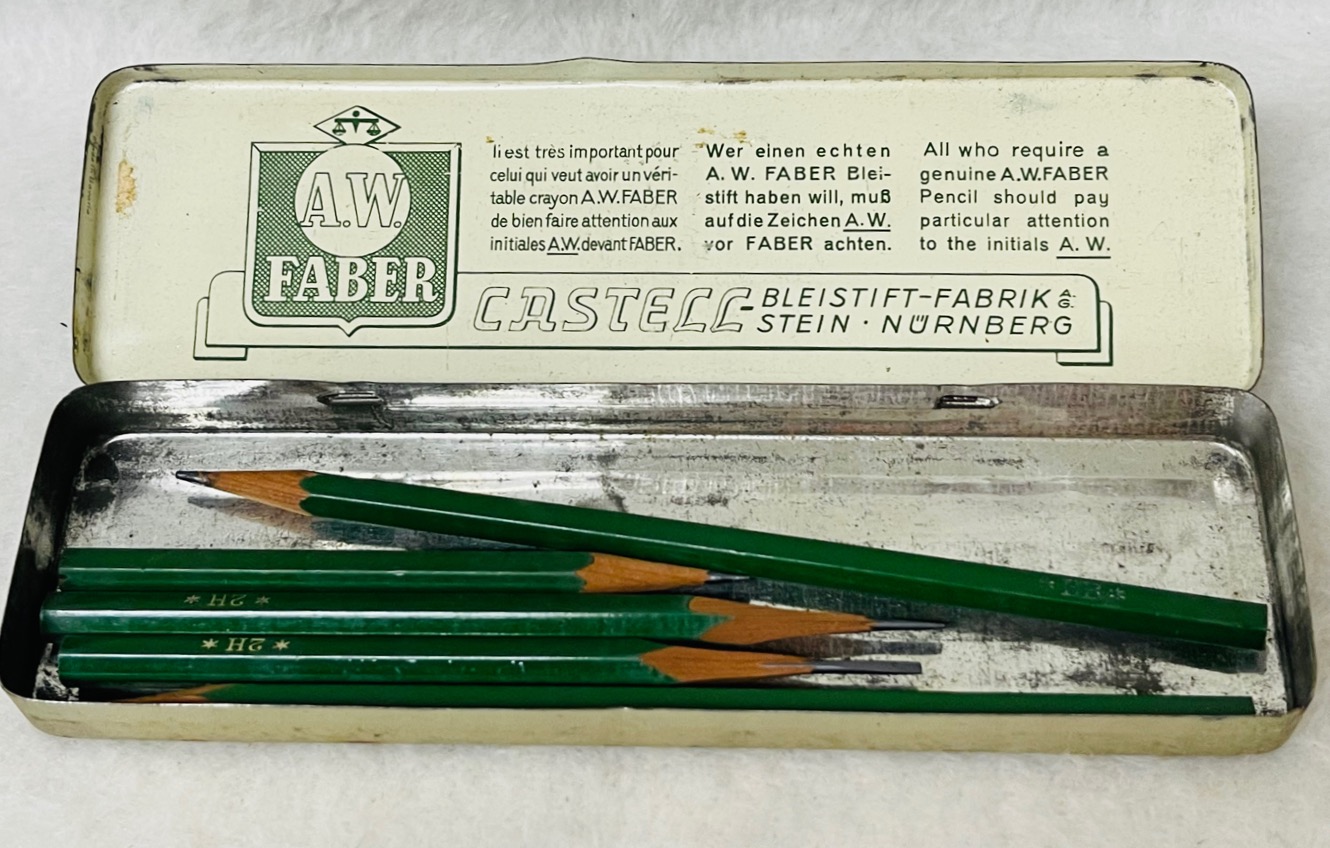 A.W.
FABER
Il est très important pour
celui qui veut avoir un véri-
table crayon A.W. FABER
de bien faire attention aux
initiales A.W. devant FABER.
Wer einen echten
A. W. FABER Blei-
stift haben will, muß
auf die Zeichen A. W.
vor FABER achten.
All who require a
genuine A.W. FABER
Pencil should pay
particular attention
to the initials A. W.
CASTELL-BLEISTIFT-FABRIK A.G.
STEIN · NÜRNBERG
* 2H *
* 2H *